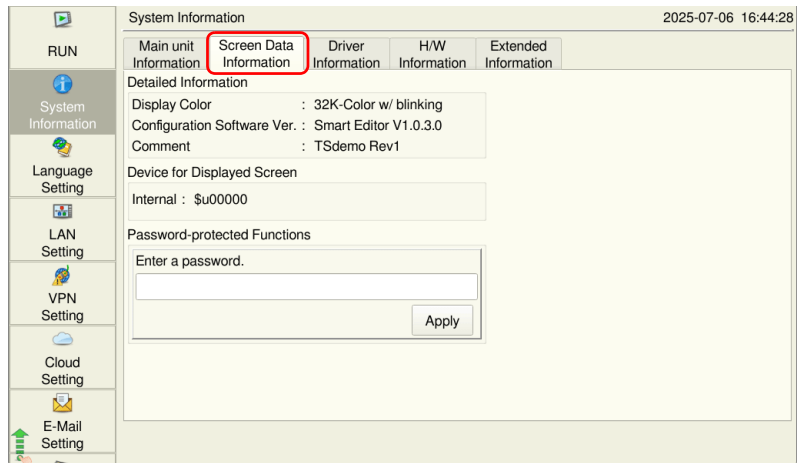 System Information
2025-07-06 16:44:28
RUN
System
Information
Language
Setting
LAN
Setting
VPN
Setting
Cloud
Setting
E-Mail
Setting
Main unit
Information
Screen Data
Information
Driver
Information
H/W
Information
Extended
Information
Detailed Information
Display Color : 32K-Color w/ blinking
Configuration Software Ver. : Smart Editor V1.0.3.0
Comment : TSdemo Rev1
Device for Displayed Screen
Internal : $u00000
Password-protected Functions
Enter a password.
Apply